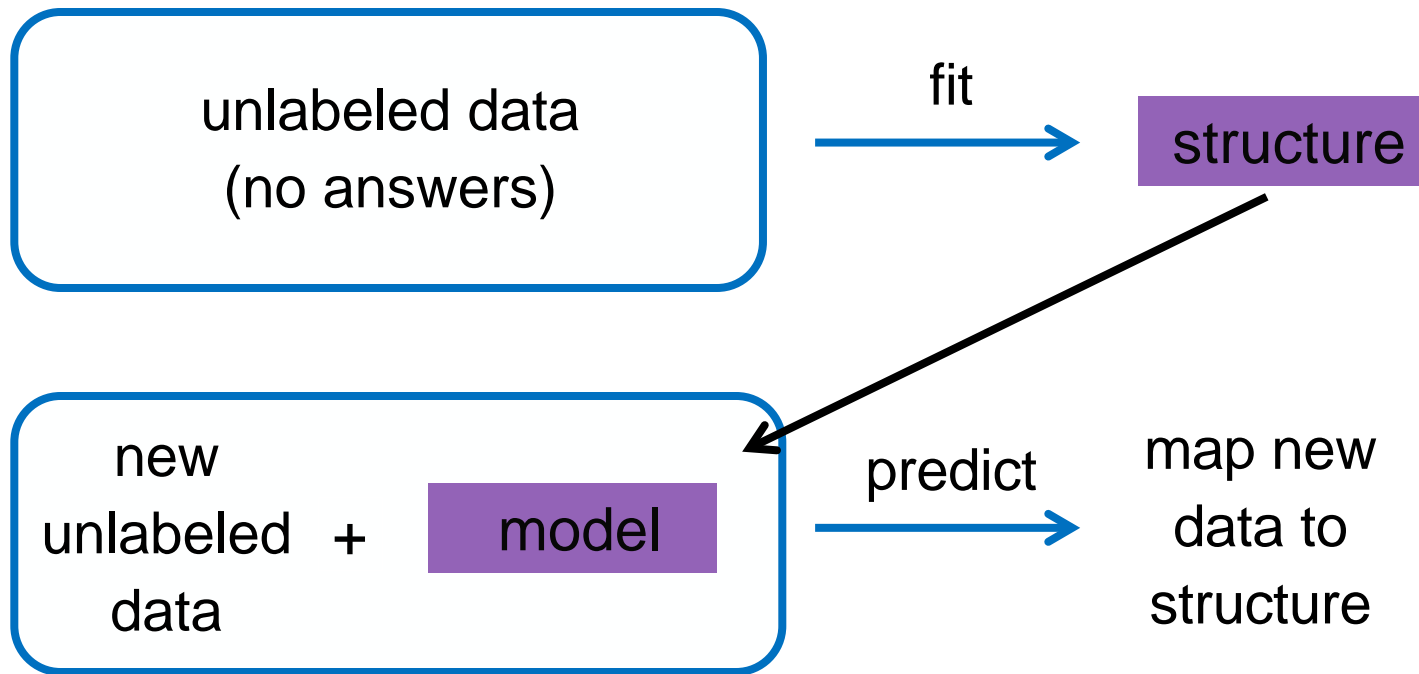 unlabeled data
(no answers)
fit
structure
new
unlabeled + model
data
predict
map new
data to
structure